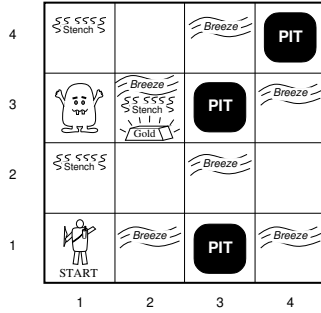 4
Stench
Breeze
PIT
3
Breeze
Stench
Gold
PIT
Breeze
2
Stench
Breeze
1
START
Breeze
PIT
Breeze
1 2 3 4